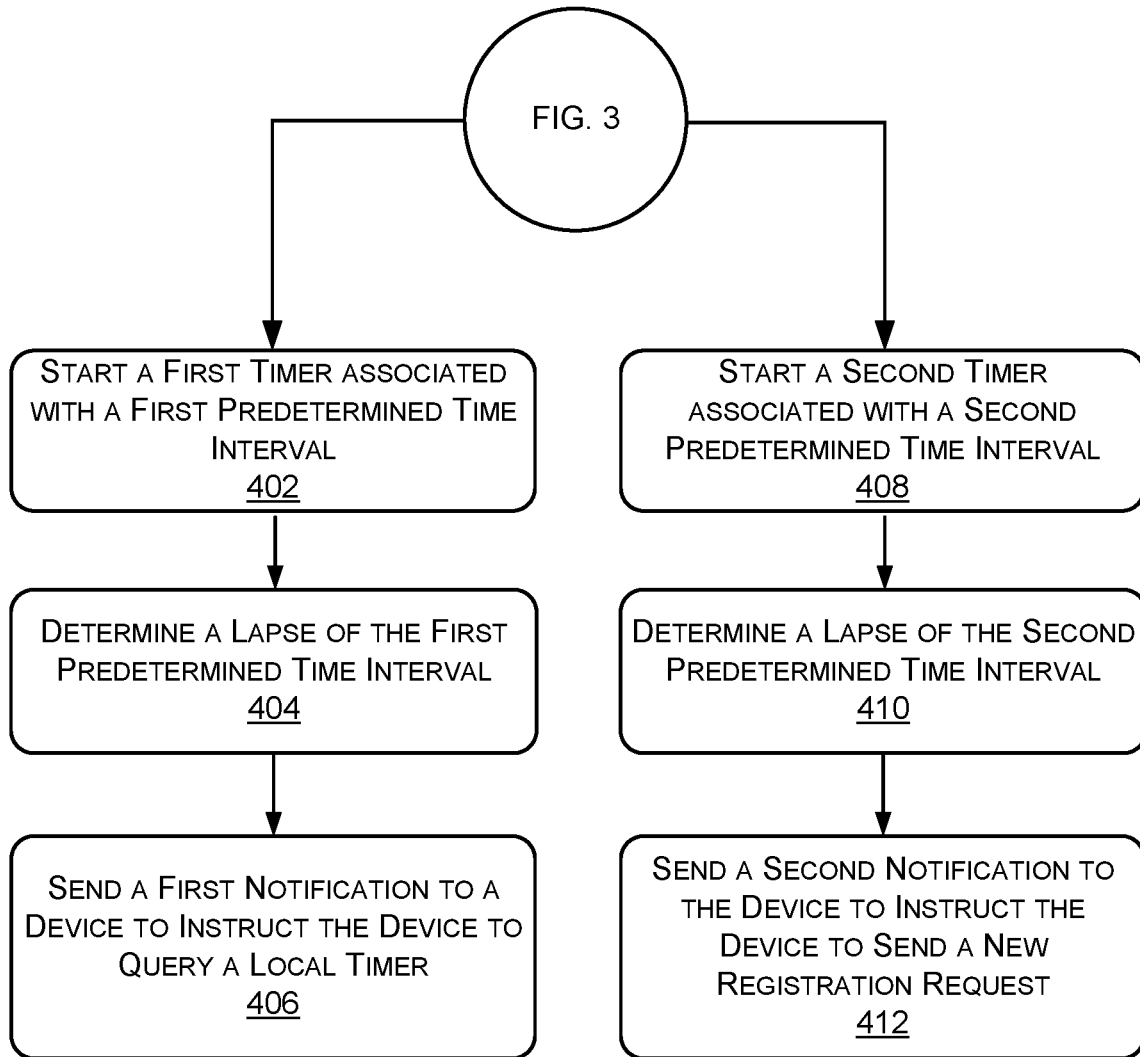 FIG. 3
START A FIRST TIMER ASSOCIATED
WITH A FIRST PREDETERMINED TIME
INTERVAL
402
DETERMINE A LAPSE OF THE FIRST
PREDETERMINED TIME INTERVAL
404
SEND A FIRST NOTIFICATION TO A
DEVICE TO INSTRUCT THE DEVICE TO
QUERY A LOCAL TIMER
406
START A SECOND TIMER
ASSOCIATED WITH A SECOND
PREDETERMINED TIME INTERVAL
408
DETERMINE A LAPSE OF THE SECOND
PREDETERMINED TIME INTERVAL
410
SEND A SECOND NOTIFICATION TO
THE DEVICE TO INSTRUCT THE
DEVICE TO SEND A NEW
REGISTRATION REQUEST
412